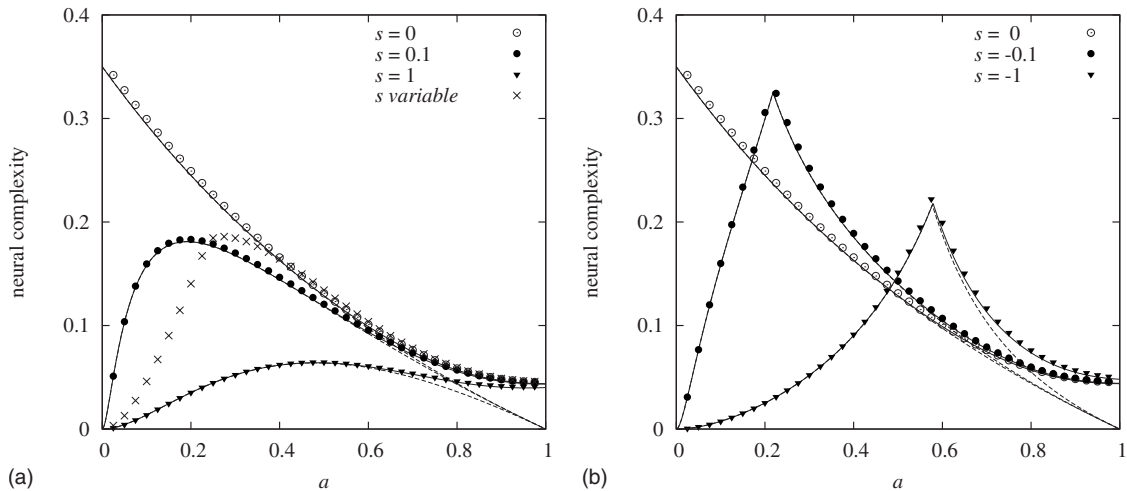 0.4
0.3
0.2
0.1
0
neural complexity
s = 0
s = 0.1
s = 1
s variable
0 0.2 0.4 0.6 0.8 1
(a)
a
0.4
0.3
0.2
0.1
0
neural complexity
s = 0
s = -0.1
s = -1
0 0.2 0.4 0.6 0.8 1
(b)
a